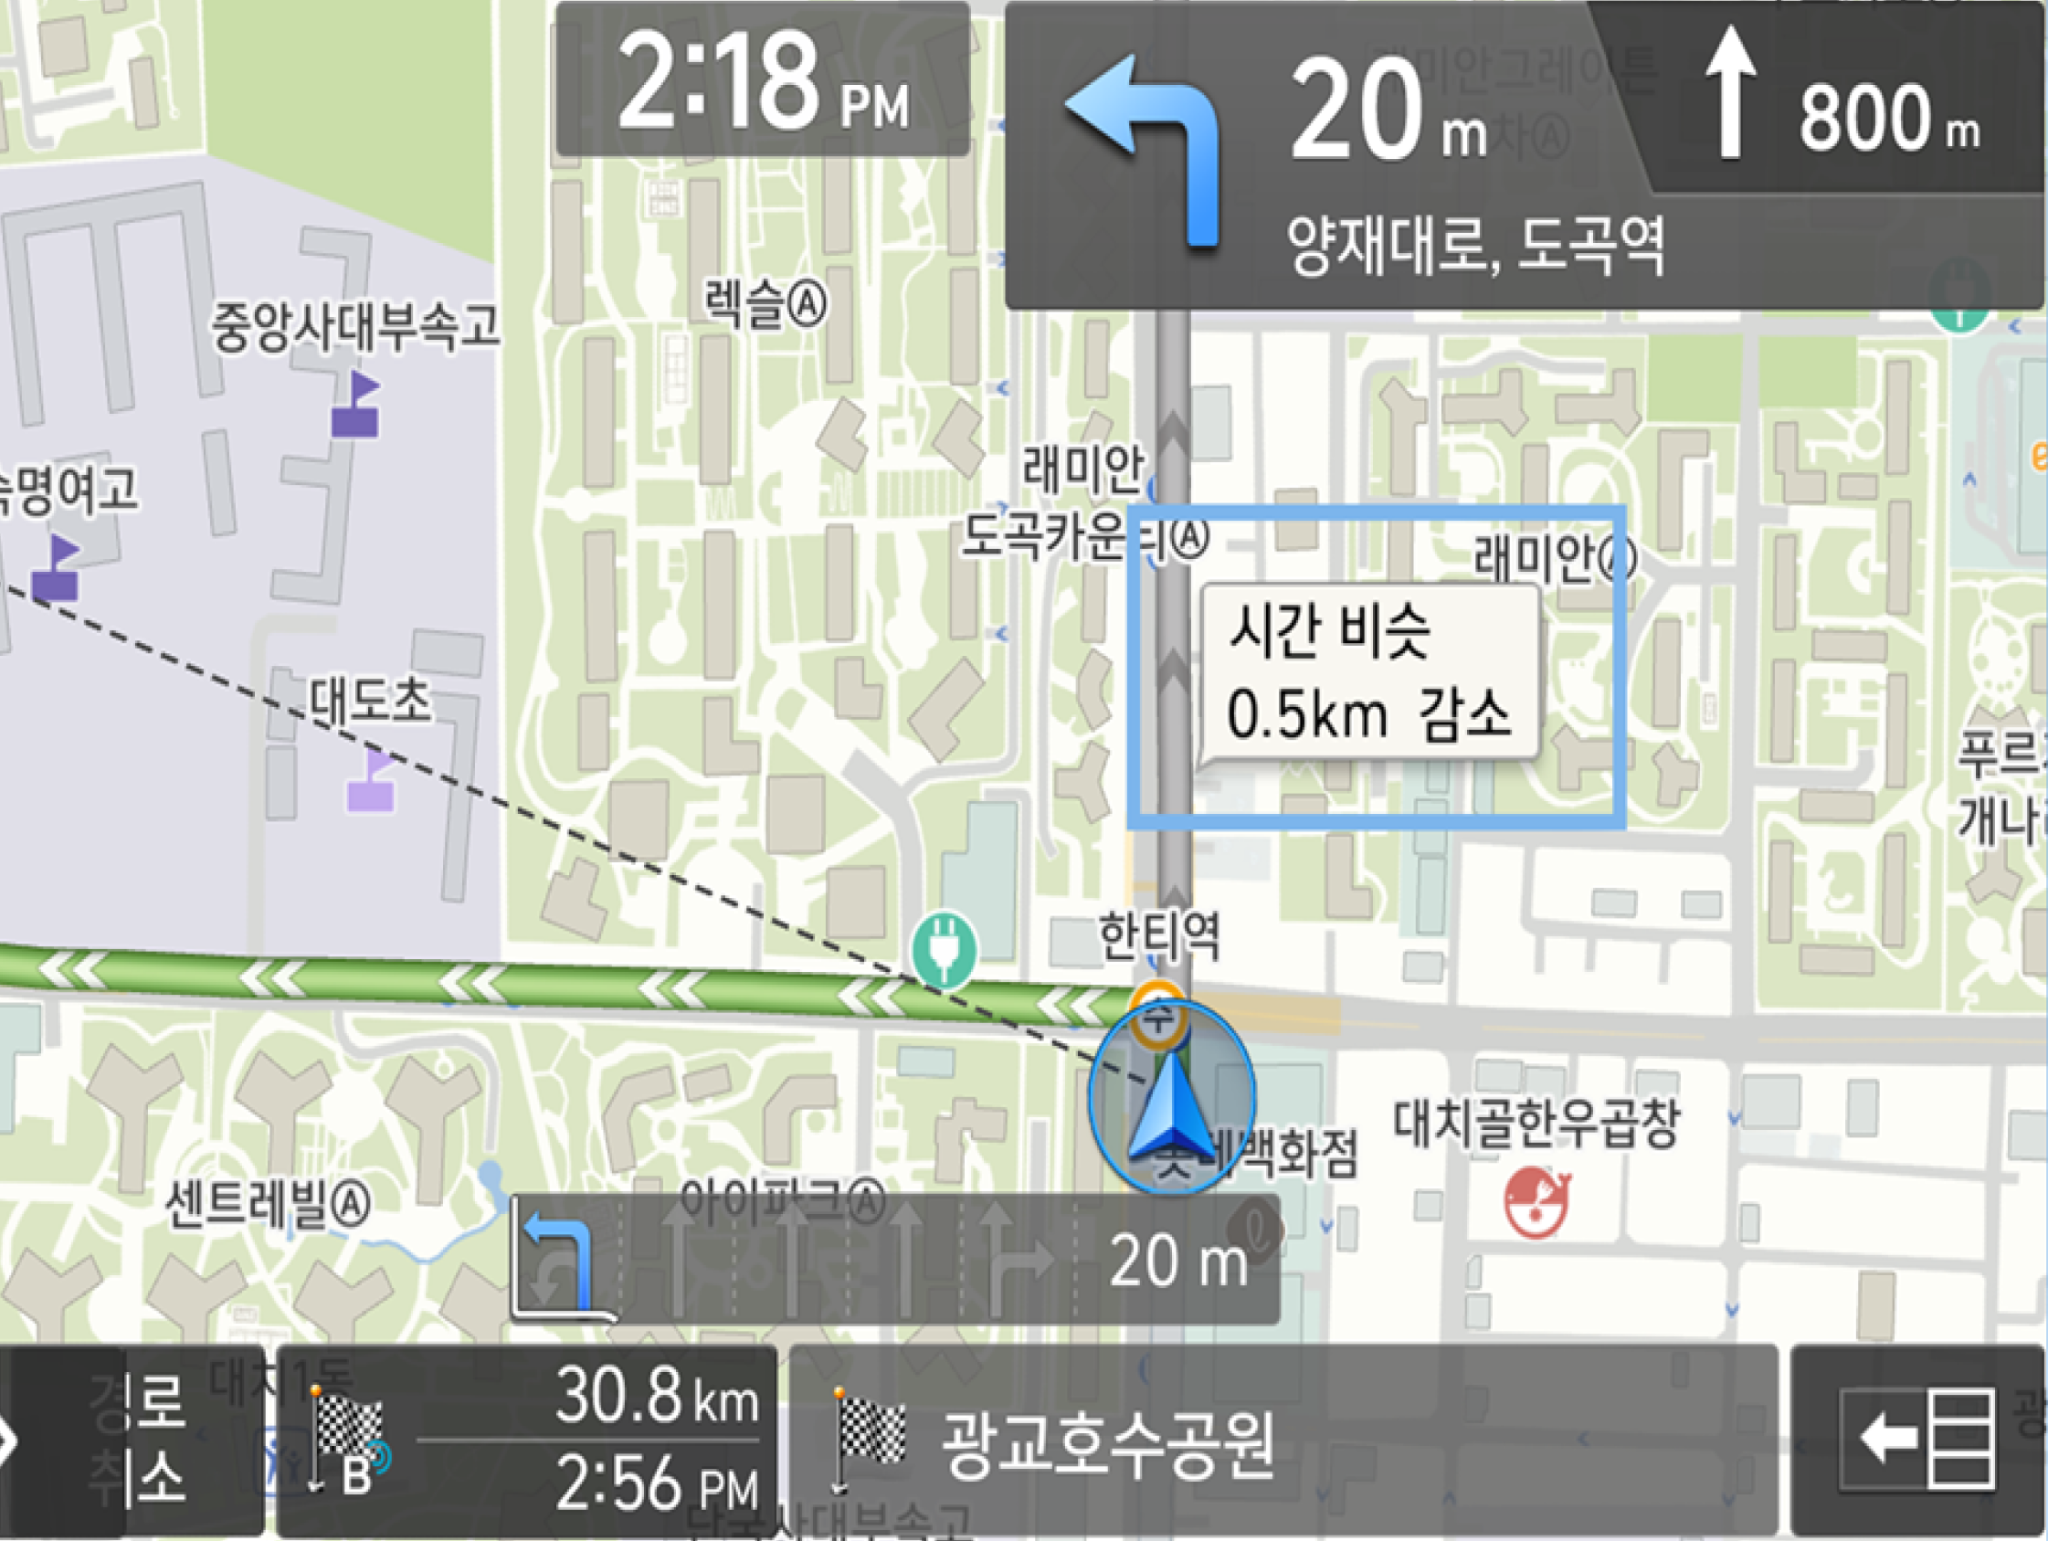 2:18 PM
20 m
800 m
양재대로, 도곡역
렉슬Ⓐ
중앙사대부속고
래미안
도곡카운티Ⓐ
명여고
래미안Ⓐ
시간 비슷
0.5km 감소
대도초
푸르
개나
한티역
수
대치골한우곱창
데백화점
센트레빌Ⓐ
아이파크Ⓐ
20 m
대치1동
경로
취소
B
30.8 km
2:56 PM
광교호수공원
사대부속고